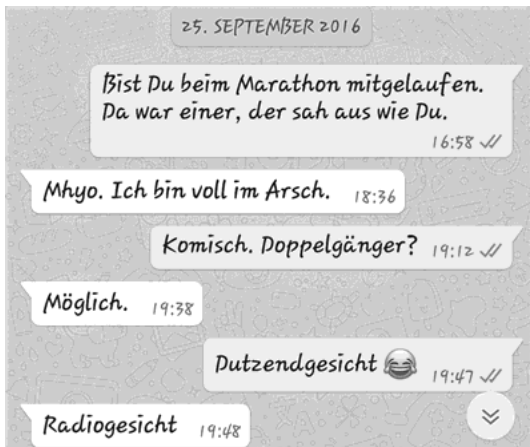 25. SEPTEMBER 2016
Bist Du beim Marathon mitgelaufen.
Da war einer, der sah aus wie Du.
16:58
Mhyo. Ich bin voll im Arsch. 18:36
Komisch. Doppelgänger? 19:12
Möglich. 19:38
Dutzendgesicht 😂 19:47
Radiogesicht 19:48